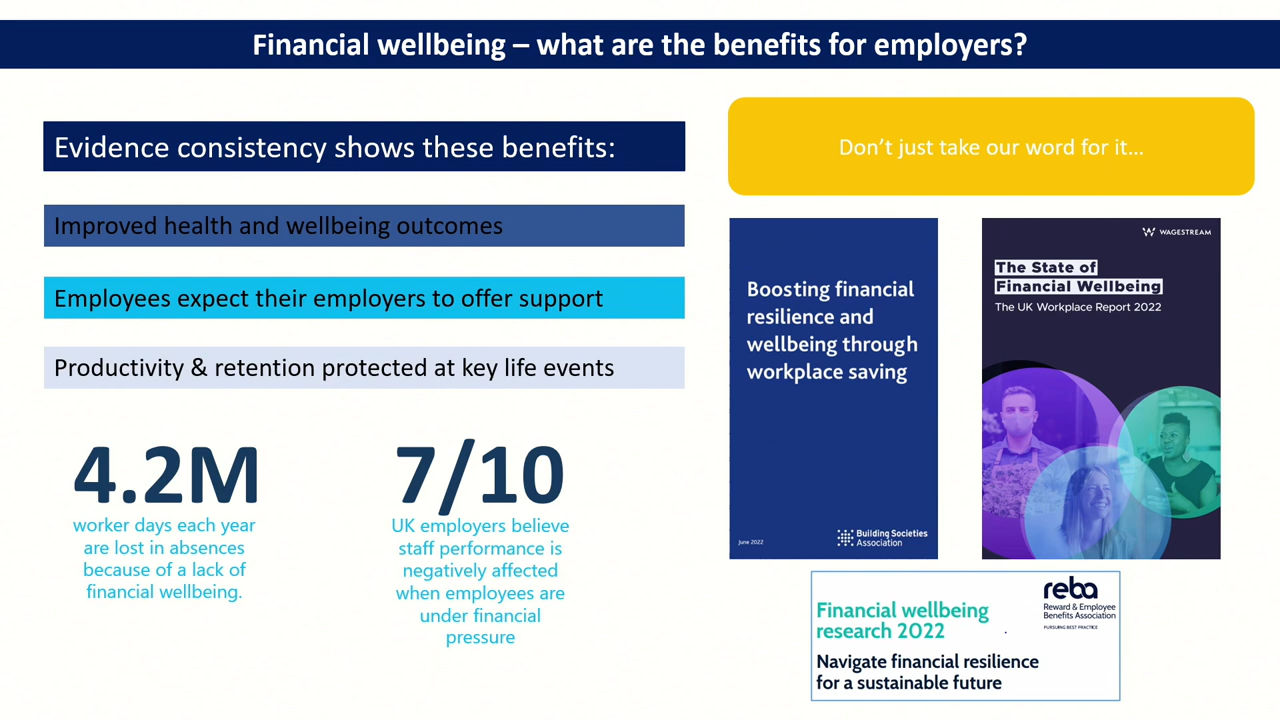 Financial wellbeing – what are the benefits for employers?
Evidence consistency shows these benefits:
Improved health and wellbeing outcomes
Employees expect their employers to offer support
Productivity & retention protected at key life events
4.2M
worker days each year
are lost in absences
because of a lack of
financial wellbeing.
7/10
UK employers believe
staff performance is
negatively affected
when employees are
under financial
pressure
Don't just take our word for it...
Boosting financial
resilience and
wellbeing through
workplace saving
June 2022
Building Societies
Association
WAGESTREAM
The State of
Financial Wellbeing
The UK Workplace Report 2022
Financial wellbeing
research 2022
Navigate financial resilience
for a sustainable future
reba
Reward & Employee
Benefits Association
PURSUING BEST PRACTICE